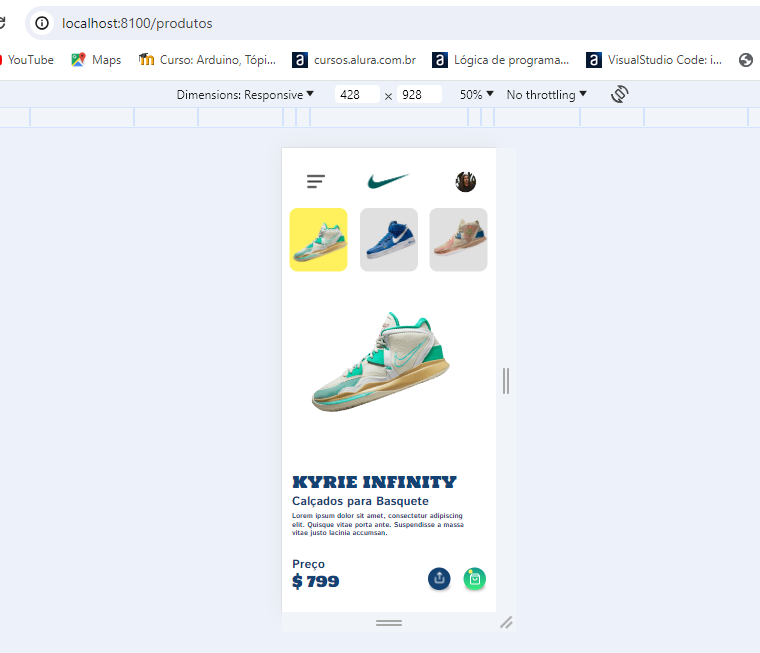 localhost:8100/produtos
YouTube Maps Curso: Arduino, Tópi... cursos.alura.com.br Lógica de programa... VisualStudio Code: i...
Dimensions: Responsive 428 × 928 50% No throttling
KYRIE INFINITY
Calçados para Basquete
Lorem ipsum dolor sit amet, consectetur adipiscing
elit. Quisque vitae porta ante. Suspendisse a massa
vitae justo lacinia accumsan.
Preço
$ 799